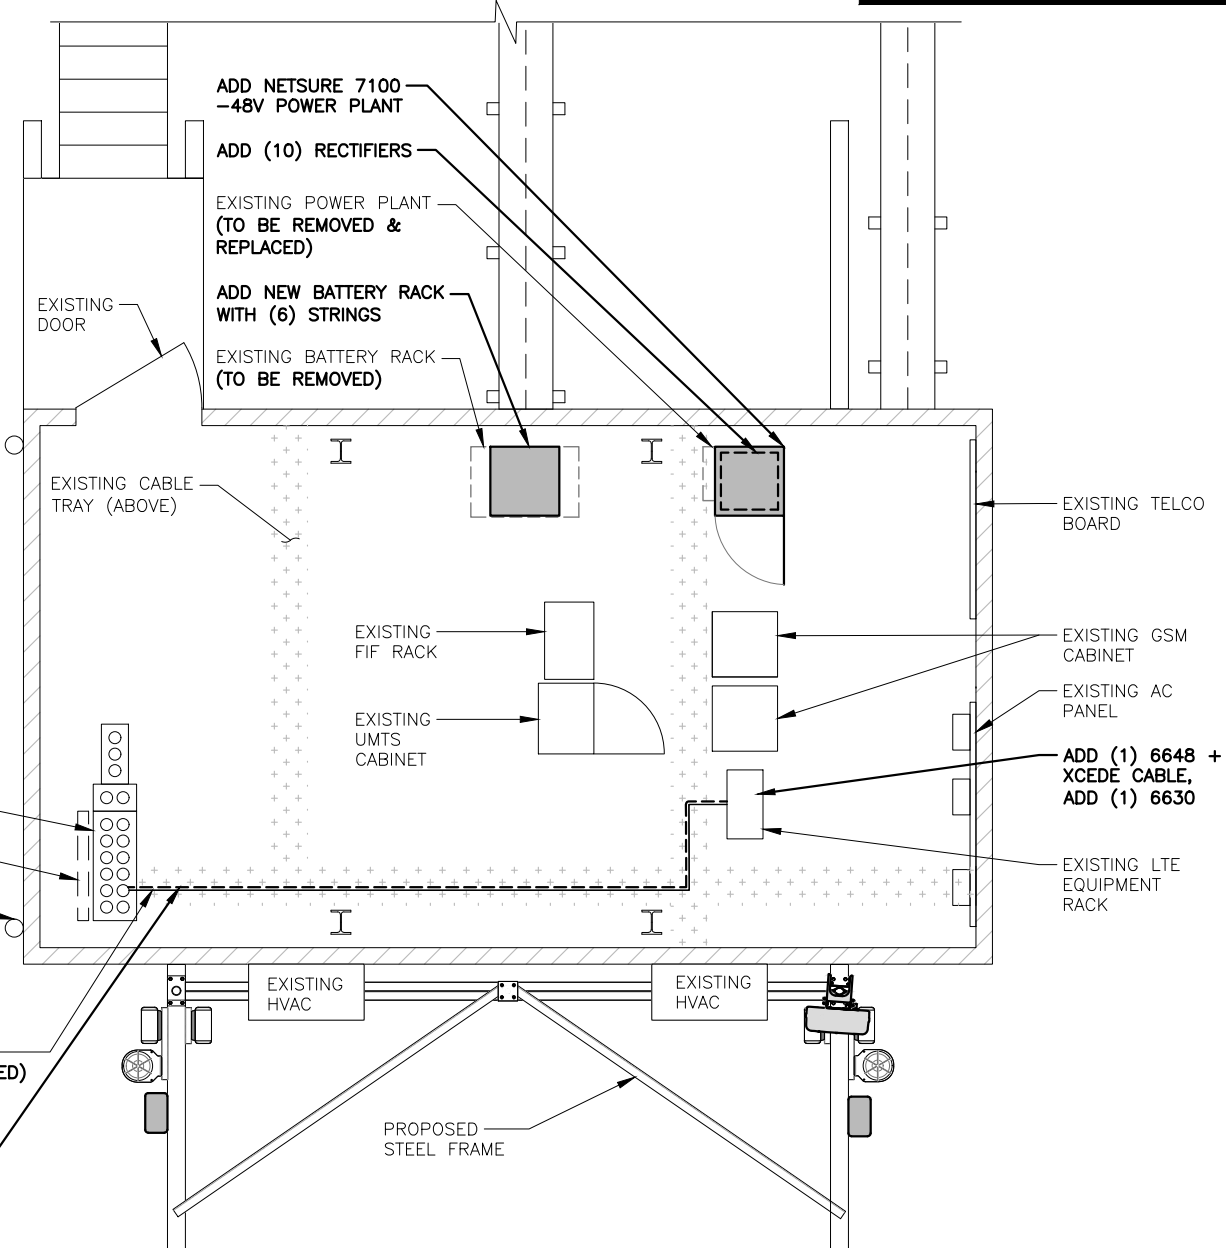 ADD NETSURE 7100
-48V POWER PLANT
ADD (10) RECTIFIERS
EXISTING POWER PLANT
(TO BE REMOVED &
REPLACED)
ADD NEW BATTERY RACK
WITH (6) STRINGS
EXISTING BATTERY RACK
(TO BE REMOVED)
EXISTING
DOOR
EXISTING CABLE
TRAY (ABOVE)
EXISTING TELCO
BOARD
EXISTING
FIF RACK
EXISTING GSM
CABINET
EXISTING
UMTS
CABINET
EXISTING AC
PANEL
ADD (1) 6648 +
XCEDE CABLE,
ADD (1) 6630
EXISTING LTE
EQUIPMENT
RACK
EXISTING
HVAC
EXISTING
HVAC
ED)
PROPOSED
STEEL FRAME